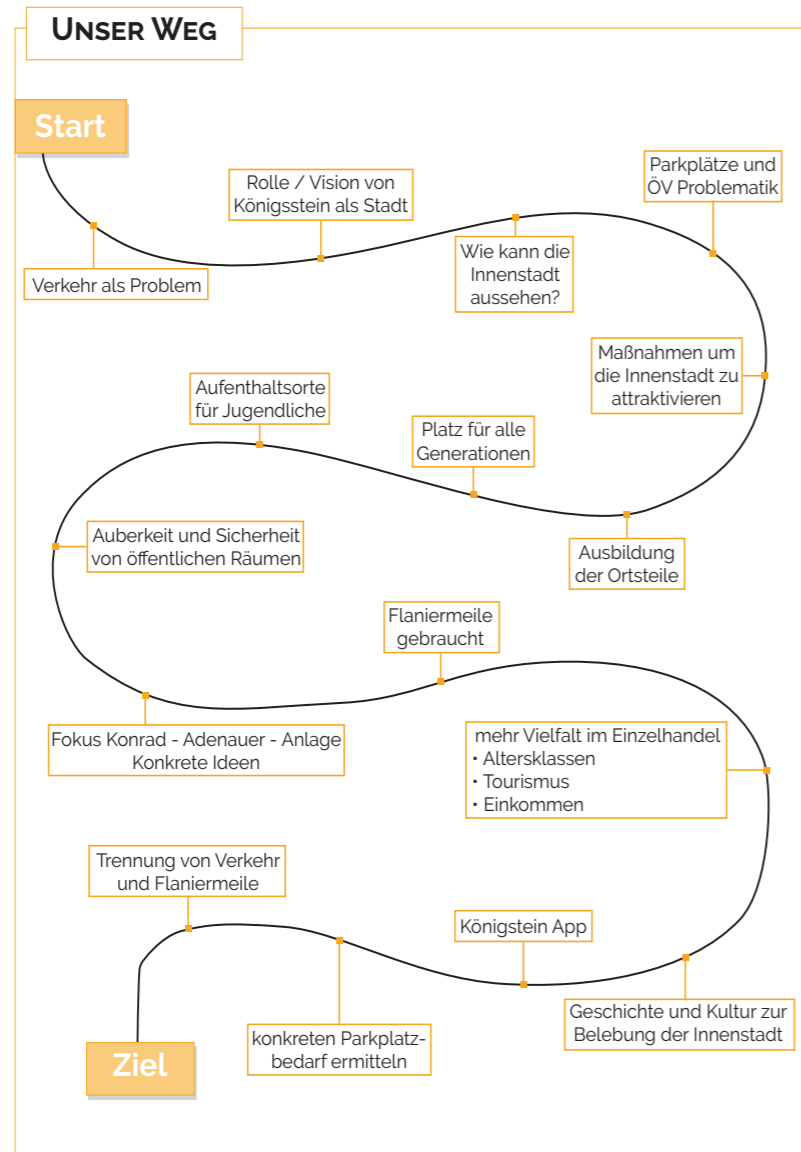 UNSER WEG
Start
Verkehr als Problem
Rolle / Vision von
Königsstein als Stadt
Wie kann die
Innenstadt
aussehen?
Parkplätze und
ÖV Problematik
Maßnahmen um
die Innenstadt zu
attraktivieren
Ausbildung
der Ortsteile
Platz für alle
Generationen
Aufenthaltsorte
für Jugendliche
Auberkeit und Sicherheit
von öffentlichen Räumen
Fokus Konrad - Adenauer - Anlage
Konkrete Ideen
Flaniermeile
gebraucht
mehr Vielfalt im Einzelhandel
• Altersklassen
• Tourismus
• Einkommen
Geschichte und Kultur zur
Belebung der Innenstadt
Königstein App
konkreten Parkplatz-
bedarf ermitteln
Trennung von Verkehr
und Flaniermeile
Ziel